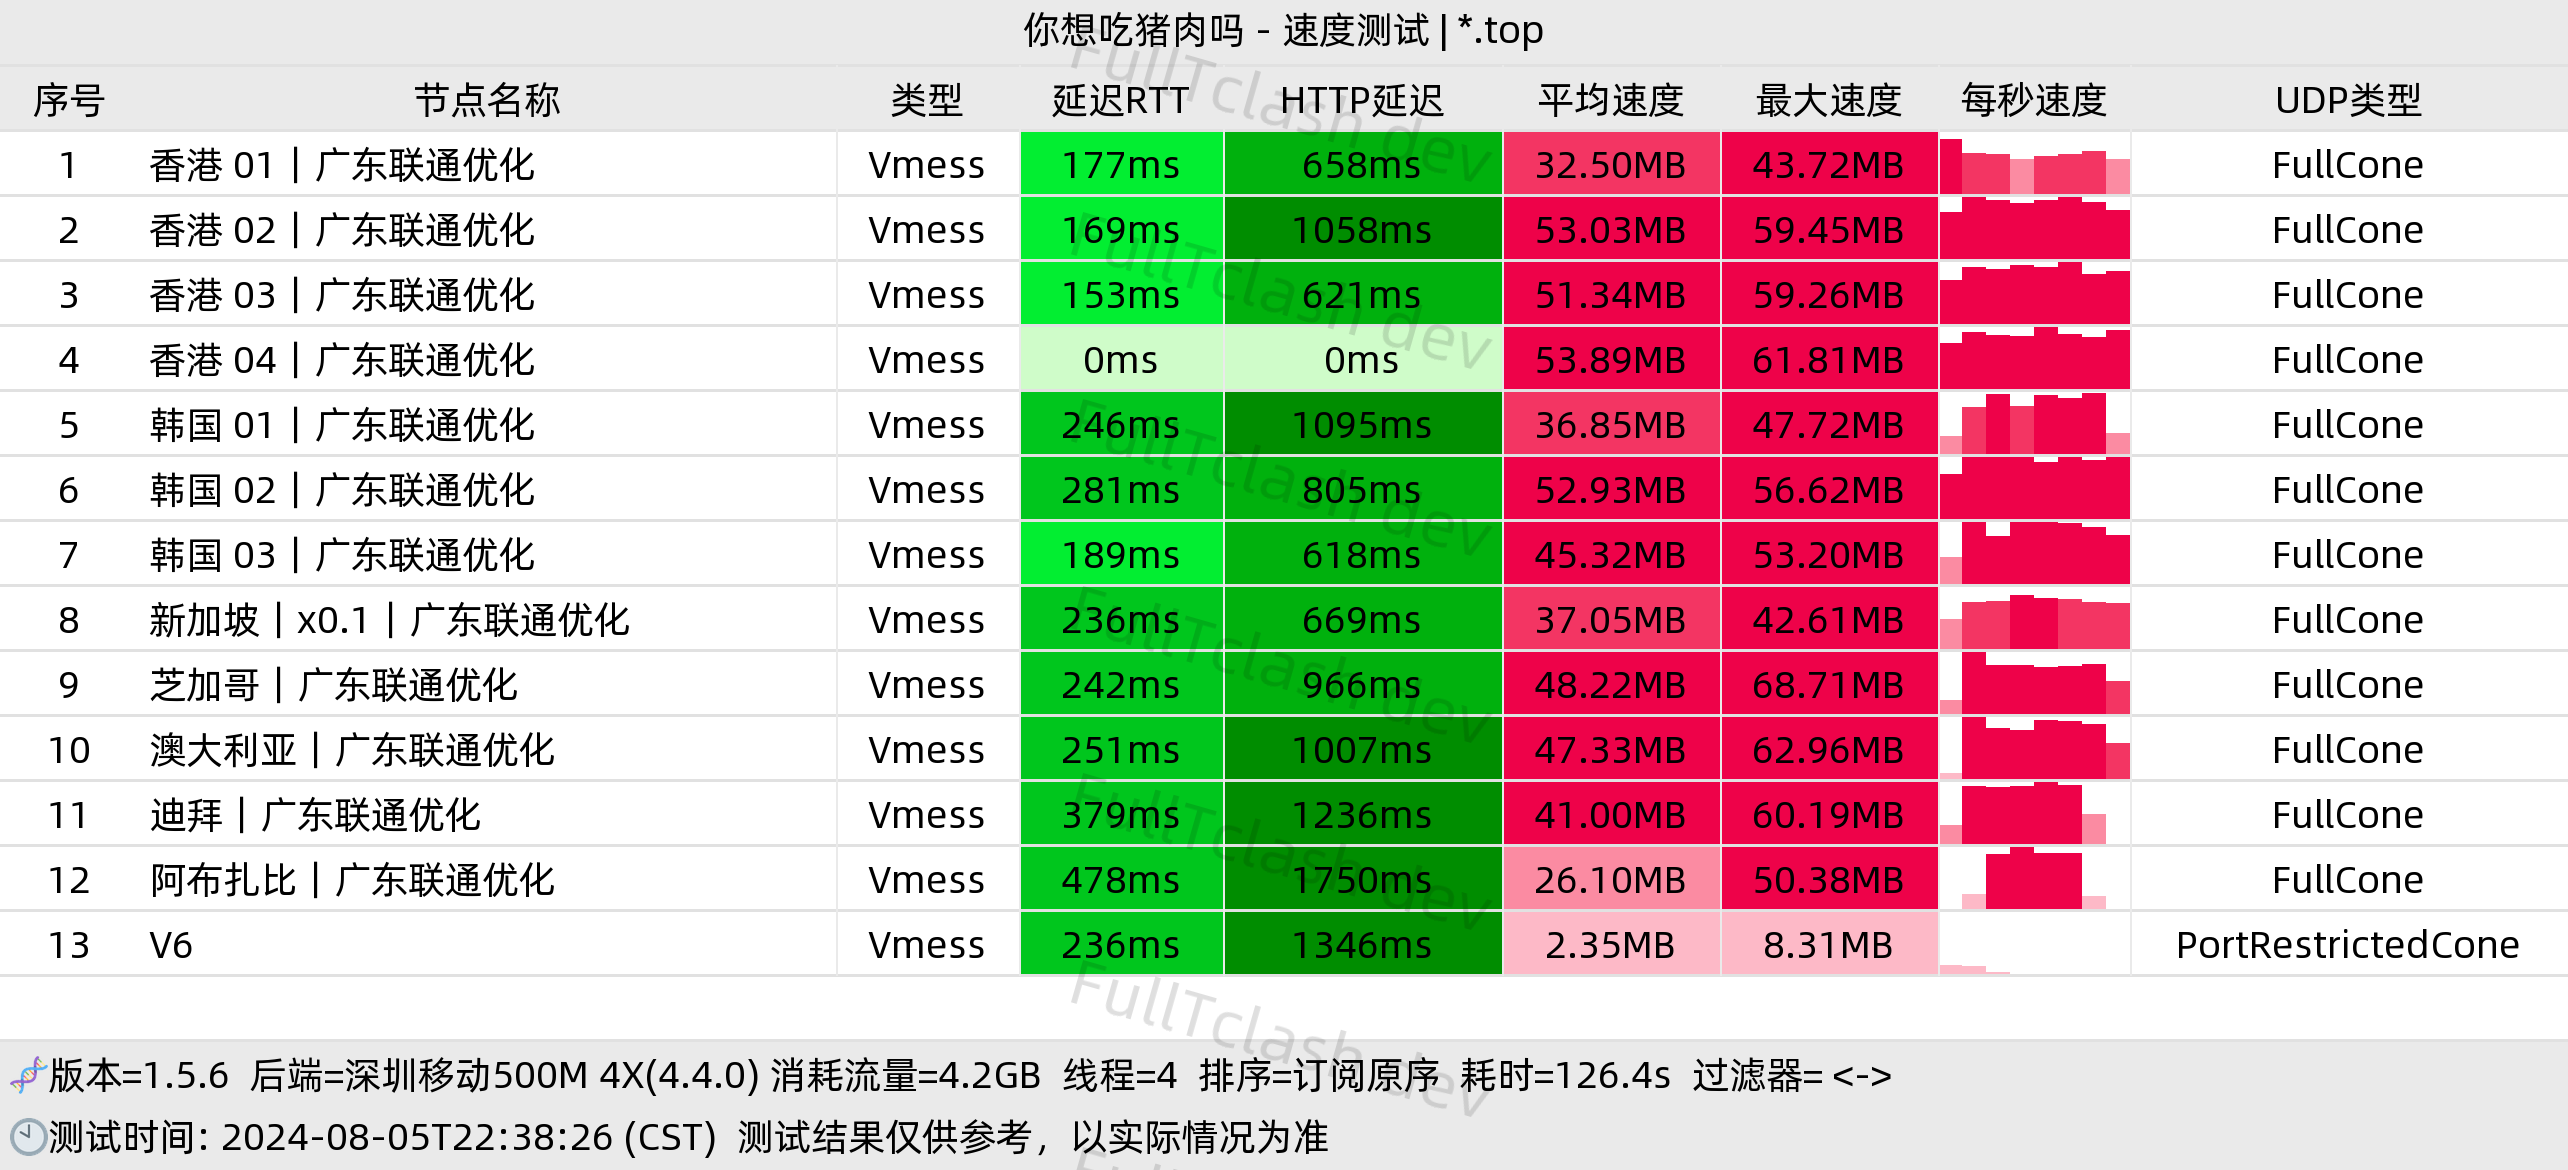 你想吃猪肉吗 - 速度测试 | *.top
序号 节点名称 类型 延迟RTT HTTP延迟 平均速度 最大速度 每秒速度 UDP类型
1 香港 01 | 广东联通优化 Vmess 177ms 658ms 32.50MB 43.72MB FullCone
2 香港 02 | 广东联通优化 Vmess 169ms 1058ms 53.03MB 59.45MB FullCone
3 香港 03 | 广东联通优化 Vmess 153ms 621ms 51.34MB 59.26MB FullCone
4 香港 04 | 广东联通优化 Vmess 0ms 0ms 53.89MB 61.81MB FullCone
5 韩国 01 | 广东联通优化 Vmess 246ms 1095ms 36.85MB 47.72MB FullCone
6 韩国 02 | 广东联通优化 Vmess 281ms 805ms 52.93MB 56.62MB FullCone
7 韩国 03 | 广东联通优化 Vmess 189ms 618ms 45.32MB 53.20MB FullCone
8 新加坡 | x0.1 | 广东联通优化 Vmess 236ms 669ms 37.05MB 42.61MB FullCone
9 芝加哥 | 广东联通优化 Vmess 242ms 966ms 48.22MB 68.71MB FullCone
10 澳大利亚 | 广东联通优化 Vmess 251ms 1007ms 47.33MB 62.96MB FullCone
11 迪拜 | 广东联通优化 Vmess 379ms 1236ms 41.00MB 60.19MB FullCone
12 阿布扎比 | 广东联通优化 Vmess 478ms 1750ms 26.10MB 50.38MB FullCone
13 V6 Vmess 236ms 1346ms 2.35MB 8.31MB PortRestrictedCone
版本=1.5.6 后端=深圳移动500M 4X(4.4.0) 消耗流量=4.2GB 线程=4 排序=订阅原序 耗时=126.4s 过滤器= <->
测试时间: 2024-08-05T22:38:26 (CST) 测试结果仅供参考，以实际情况为准
FullTclash dev
FullTclash dev
FullTclash dev
FullTclash dev
FullTclash dev
FullTclash dev